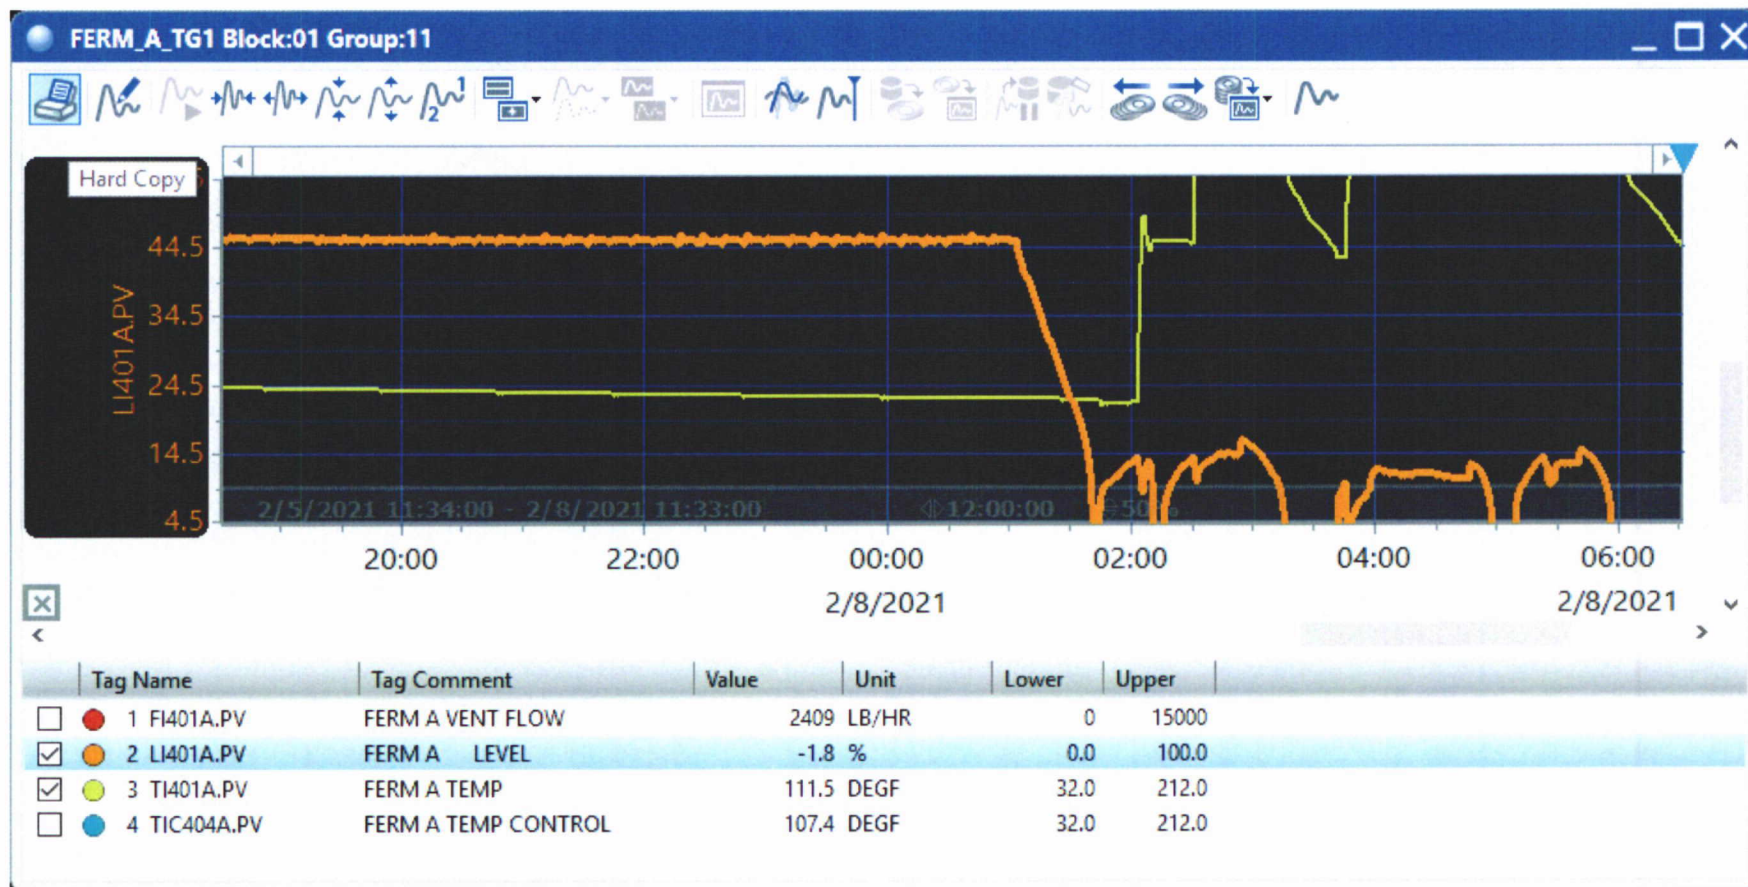 FERM_A_TG1 Block:01 Group:11
Hard Copy
44.5
34.5
24.5
14.5
4.5
LI401A.PV
2/5/2021 11:34:00 - 2/8/2021 11:33:00 12:00:00
20:00 22:00 00:00 02:00 04:00 06:00
2/8/2021 2/8/2021
Tag Name Tag Comment Value Unit Lower Upper
1 FI401A.PV FERM A VENT FLOW 2409 LB/HR 0 15000
2 LI401A.PV FERM A LEVEL -1.8 % 0.0 100.0
3 TI401A.PV FERM A TEMP 111.5 DEGF 32.0 212.0
4 TIC404A.PV FERM A TEMP CONTROL 107.4 DEGF 32.0 212.0